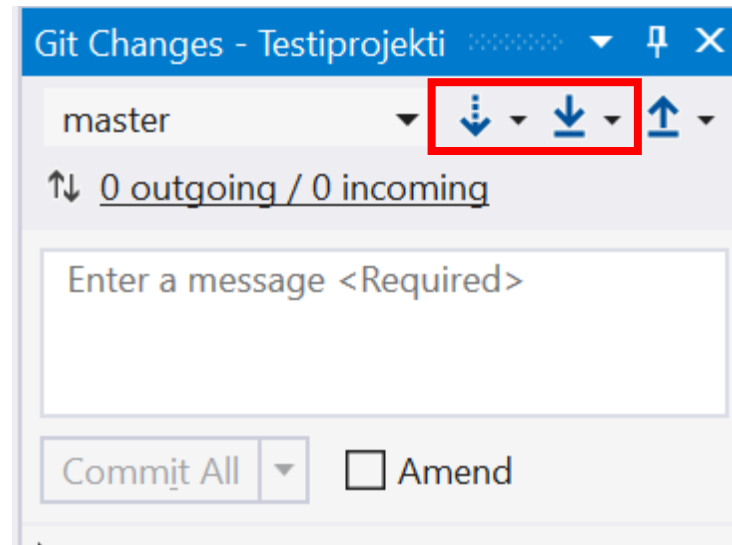 Git Changes - Testiprojekti
master
0 outgoing / 0 incoming
Enter a message <Required>
Commit All
Amend